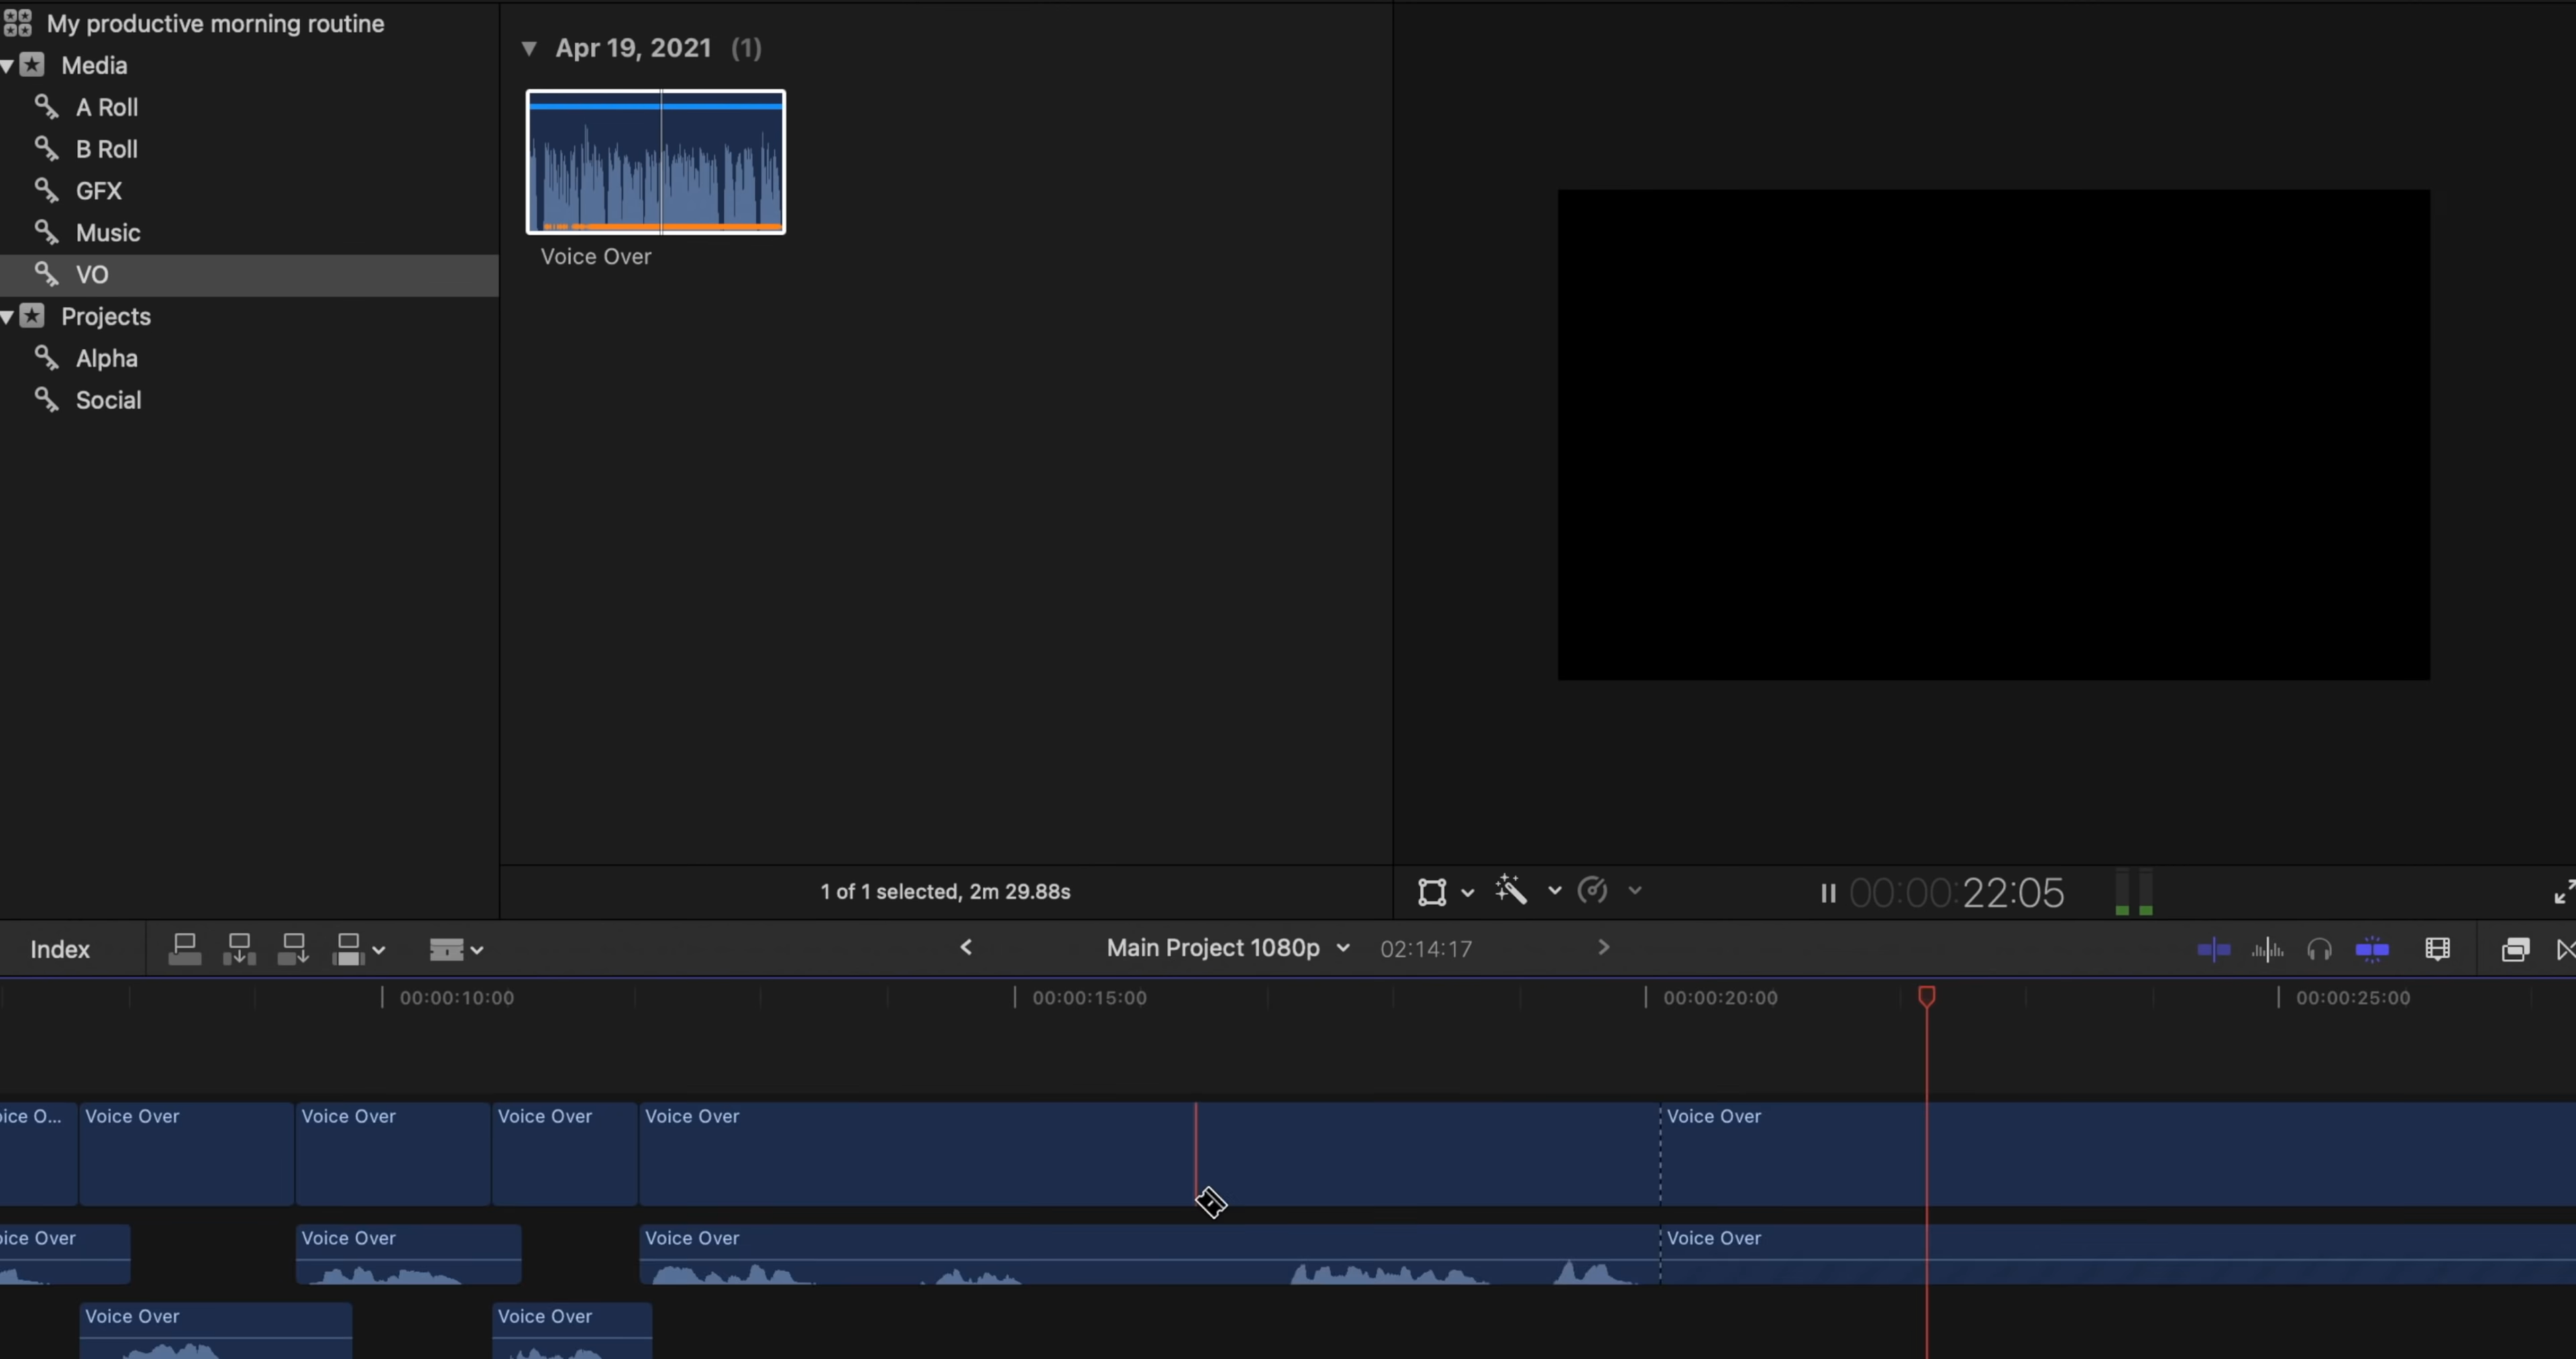 My productive morning routine
Media
A Roll
B Roll
GFX
Music
VO
Projects
Alpha
Social
Apr 19, 2021 (1)
Voice Over
1 of 1 selected, 2m 29.88s
00:00:22:05
Index
Main Project 1080p 02:14:17
00:00:10:00 00:00:15:00 00:00:20:00 00:00:25:00
oice O... Voice Over Voice Over Voice Over Voice Over Voice Over
oice Over Voice Over Voice Over Voice Over
Voice Over Voice Over